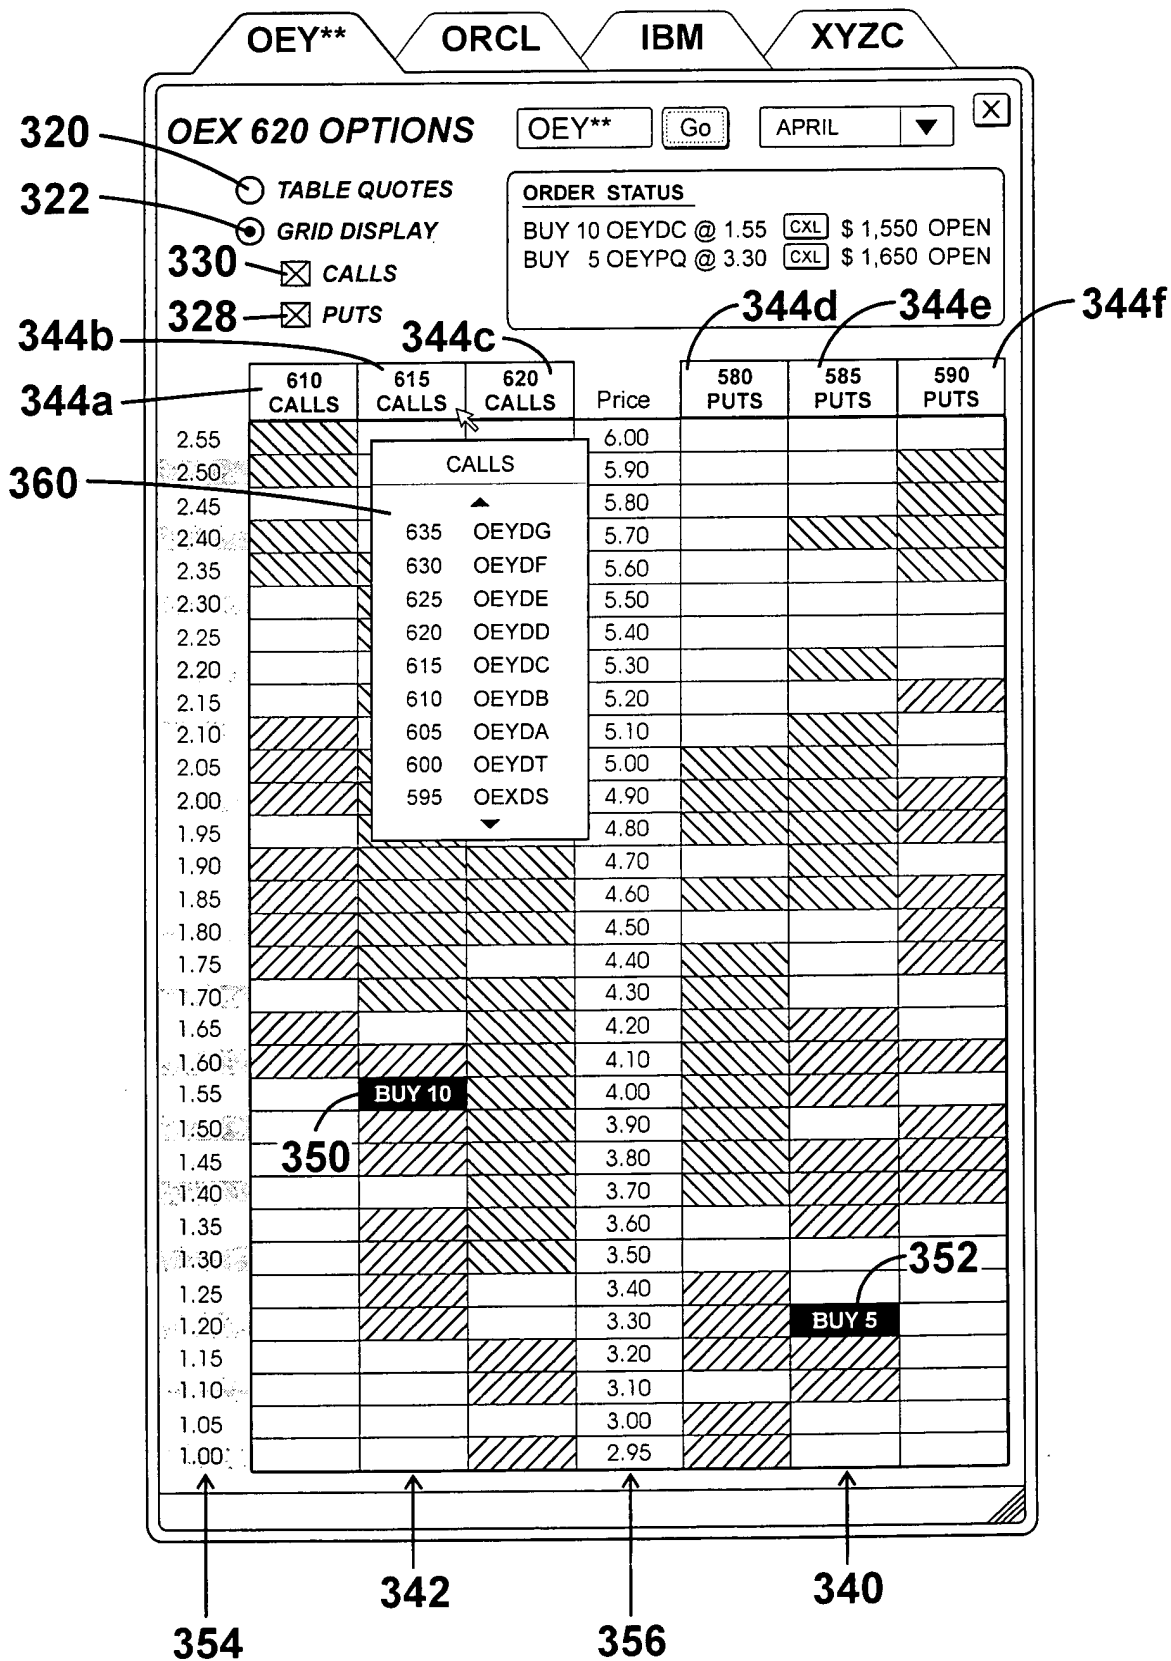 OEY** ORCL IBM XYZC
OEX 620 OPTIONS OEY** Go APRIL X
320
TABLE QUOTES
322
GRID DISPLAY
330
CALLS
328
PUTS
ORDER STATUS
BUY 10 OEYDC @ 1.55 CXL $ 1,550 OPEN
BUY 5 OEYPQ @ 3.30 CXL $ 1,650 OPEN
344b 344c 344d 344e 344f
344a
610 CALLS 615 CALLS 620 CALLS Price 580 PUTS 585 PUTS 590 PUTS
360
CALLS
635 OEYDG
630 OEYDF
625 OEYDE
620 OEYDD
615 OEYDC
610 OEYDB
605 OEYDA
600 OEYDT
595 OEXDS
2.55 6.00
2.50 5.90
2.45 5.80
2.40 5.70
2.35 5.60
2.30 5.50
2.25 5.40
2.20 5.30
2.15 5.20
2.10 5.10
2.05 5.00
2.00 4.90
1.95 4.80
1.90 4.70
1.85 4.60
1.80 4.50
1.75 4.40
1.70 4.30
1.65 4.20
1.60 4.10
1.55 BUY 10 4.00
1.50 3.90
350
1.45 3.80
1.40 3.70
1.35 3.60
1.30 3.50
352
1.25 3.40
1.20 3.30 BUY 5
1.15 3.20
1.10 3.10
1.05 3.00
1.00 2.95
342 340
354 356